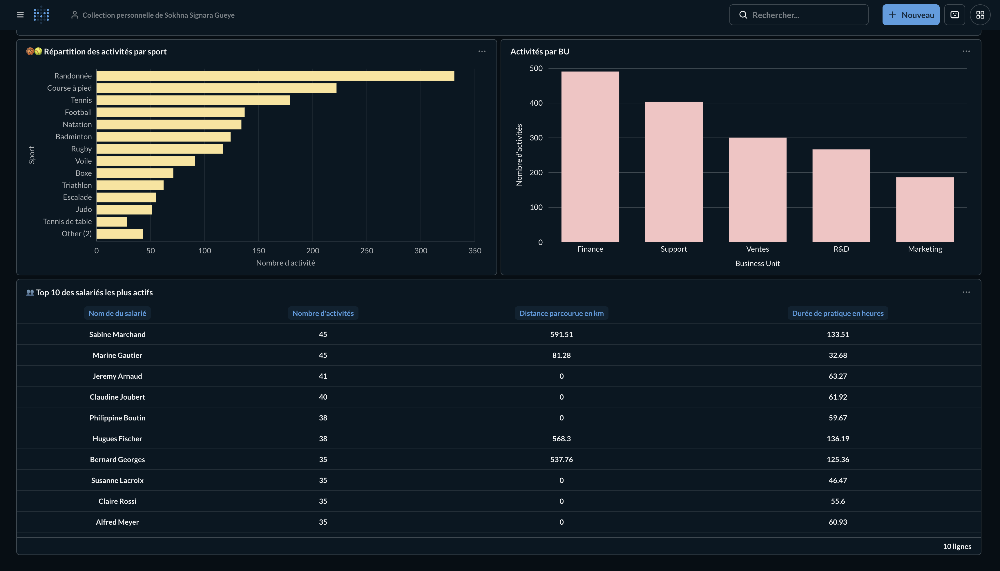 Collection personnelle de Sokhna Signara Gueye
Rechercher...
+ Nouveau
Répartition des activités par sport
Sport
Randonnée
Course à pied
Tennis
Football
Natation
Badminton
Rugby
Voile
Boxe
Triathlon
Escalade
Judo
Tennis de table
Other (2)
0 50 100 150 200 250 300 350
Nombre d'activité
Activités par BU
Nombre d'activités
500
400
300
200
100
0
Finance Support Ventes R&D Marketing
Business Unit
Top 10 des salariés les plus actifs
Nom de du salarié Nombre d'activités Distance parcourue en km Durée de pratique en heures
Sabine Marchand 45 591.51 133.51
Marine Gautier 45 81.28 32.68
Jeremy Arnaud 41 0 63.27
Claudine Joubert 40 0 61.92
Philippine Boutin 38 0 59.67
Hugues Fischer 38 568.3 136.19
Bernard Georges 35 537.76 125.36
Susanne Lacroix 35 0 46.47
Claire Rossi 35 0 55.6
Alfred Meyer 35 0 60.93
10 lignes